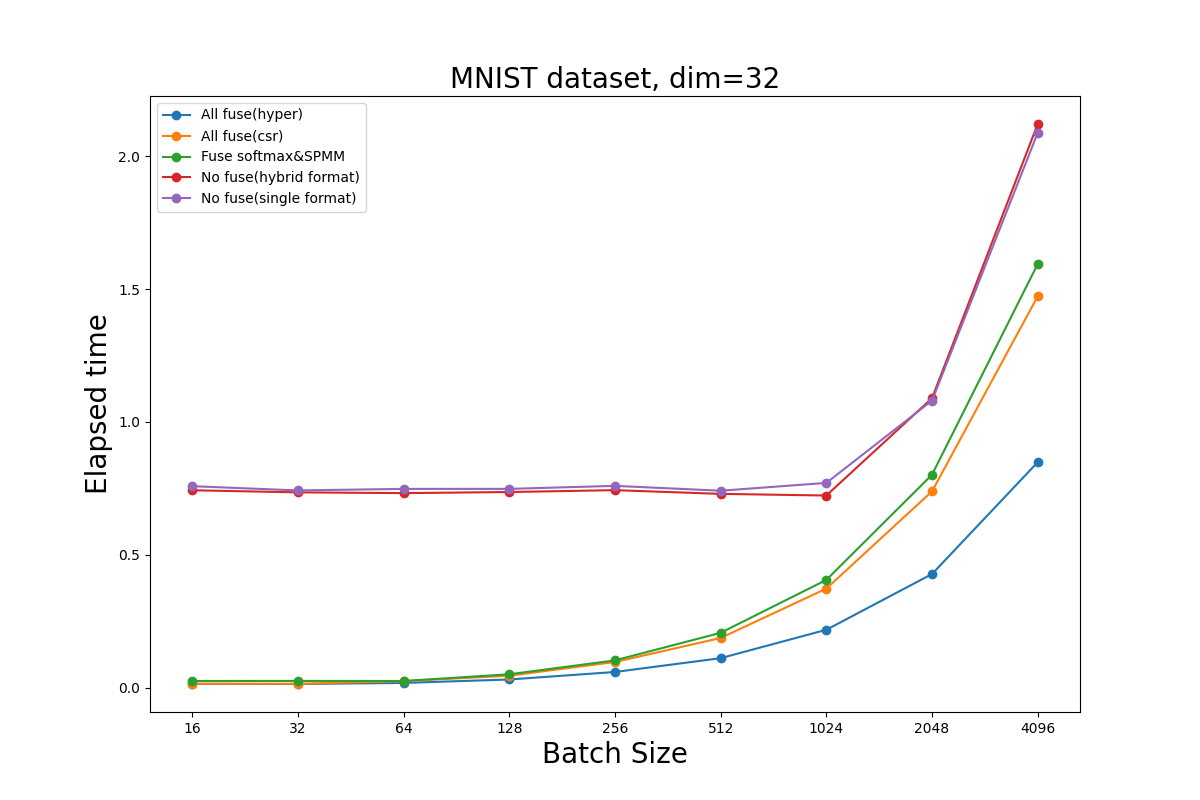 MNIST dataset, dim=32
All fuse(hyper)
All fuse(csr)
Fuse softmax&SPMM
No fuse(hybrid format)
No fuse(single format)
Elapsed time
2.0
1.5
1.0
0.5
0.0
16 32 64 128 256 512 1024 2048 4096
Batch Size